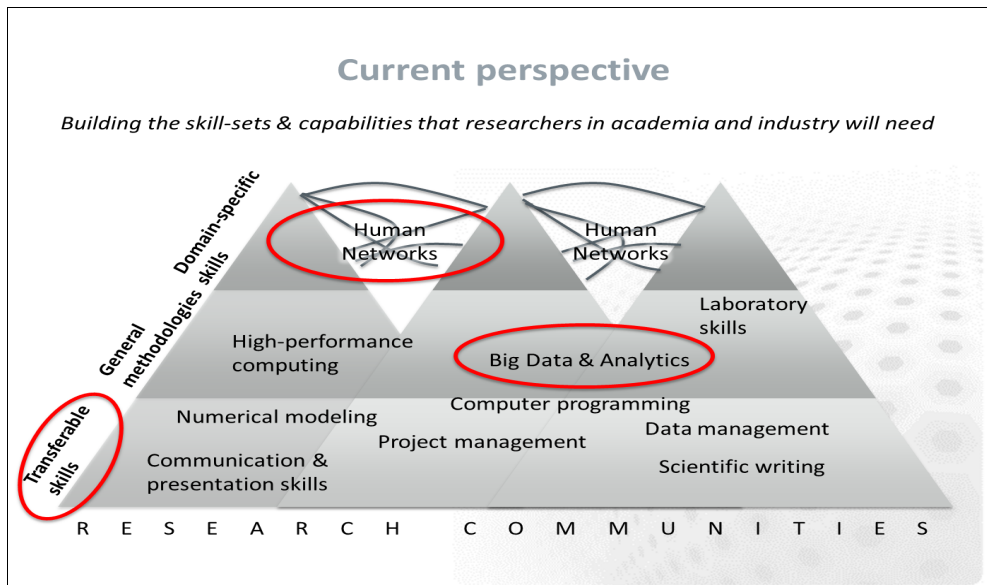 Current perspective
Building the skill-sets & capabilities that researchers in academia and industry will need
Domain-specific
skills
Human
Networks
Human
Networks
General
methodologies skills
High-performance
computing
Big Data & Analytics
Laboratory
skills
Transferable
skills
Numerical modeling
Computer programming
Project management
Data management
Communication &
presentation skills
Scientific writing
RESEARCH COMMUNITIES